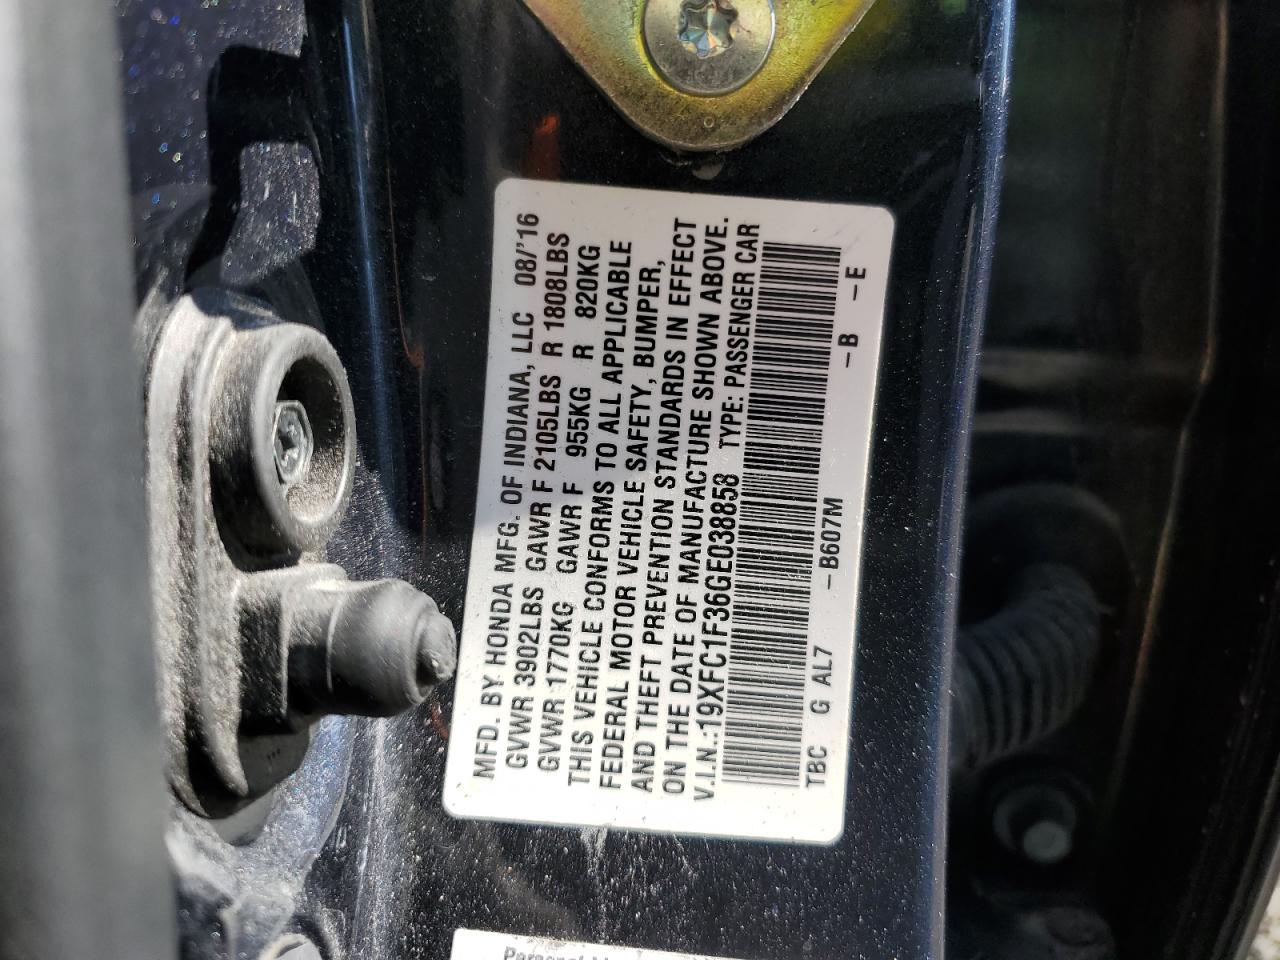 MFD. BY HONDA MFG. OF INDIANA, LLC 08/'16
GVWR 3902LBS GAWR F 2105LBS R 1808LBS
GVWR 1770KG GAWR F 955KG R 820KG
THIS VEHICLE CONFORMS TO ALL APPLICABLE
FEDERAL MOTOR VEHICLE SAFETY, BUMPER,
AND THEFT PREVENTION STANDARDS IN EFFECT
ON THE DATE OF MANUFACTURE SHOWN ABOVE.
V.I.N.:19XFC1F36GE038858 TYPE: PASSENGER CAR
TBC G AL7 -B607M -B -E